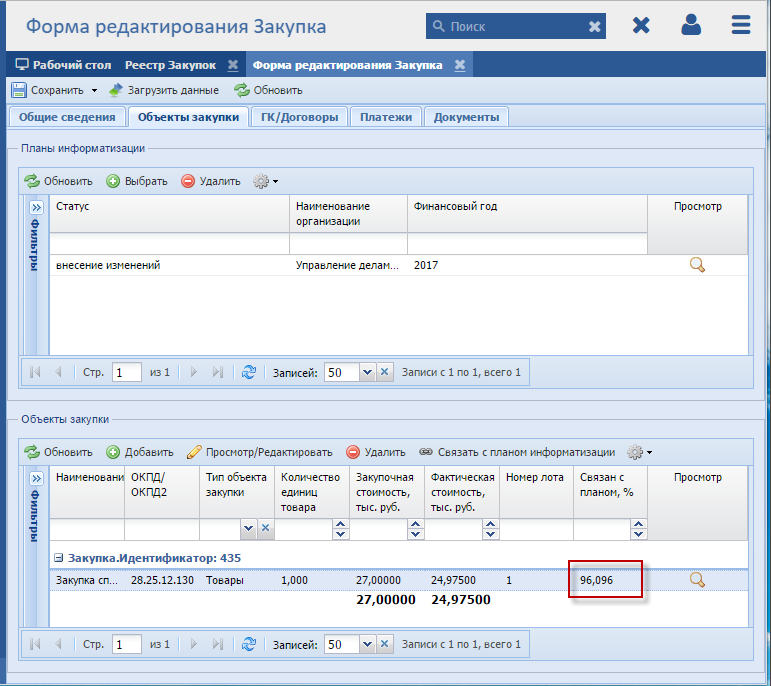 Форма редактирования Закупка
Поиск
Рабочий стол Реестр Закупок Форма редактирования Закупка
Сохранить Загрузить данные Обновить
Общие сведения Объекты закупки ГК/Договоры Платежи Документы
Планы информатизации
Обновить Выбрать Удалить
Фильтры
Статус Наименование организации Финансовый год Просмотр
внесение изменений Управление делам... 2017
Стр. 1 из 1 Записей: 50 Записи с 1 по 1, всего 1
Объекты закупки
Обновить Добавить Просмотр/Редактировать Удалить Связать с планом информатизации
Фильтры
Наименовани ОКПД/ ОКПД2 Тип объекта закупки Количество единиц товара Закупочная стоимость, тыс. руб. Фактическая стоимость, тыс. руб. Номер лота Связан с планом, % Просмотр
Закупка.Идентификатор: 435
Закупка сп... 28.25.12.130 Товары 1,000 27,00000 24,97500 1 96,096
27,00000 24,97500
Стр. 1 из 1 Записей: 50 Записи с 1 по 1, всего 1